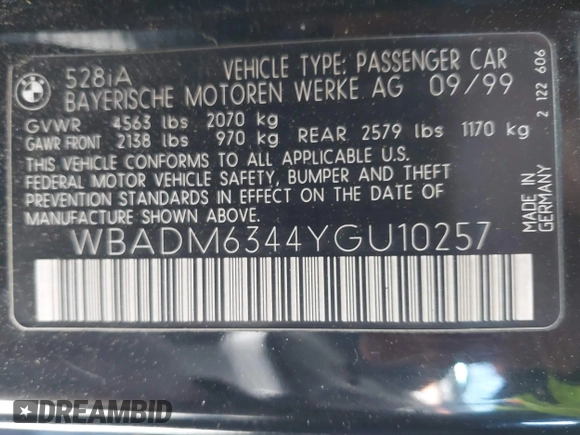 528iA VEHICLE TYPE: PASSENGER CAR
BAYERISCHE MOTOREN WERKE AG 09/99
GVWR 4563 lbs 2070 kg
GAWR FRONT 2138 lbs 970 kg REAR 2579 lbs 1170 kg
THIS VEHICLE CONFORMS TO ALL APPLICABLE U.S.
FEDERAL MOTOR VEHICLE SAFETY, BUMPER AND THEFT
PREVENTION STANDARDS IN EFFECT ON THE DATE OF
MANUFACTURE SHOWN ABOVE.
WBADM6344YGU10257
MADE IN
GERMANY
2 122 606
DREAMBID